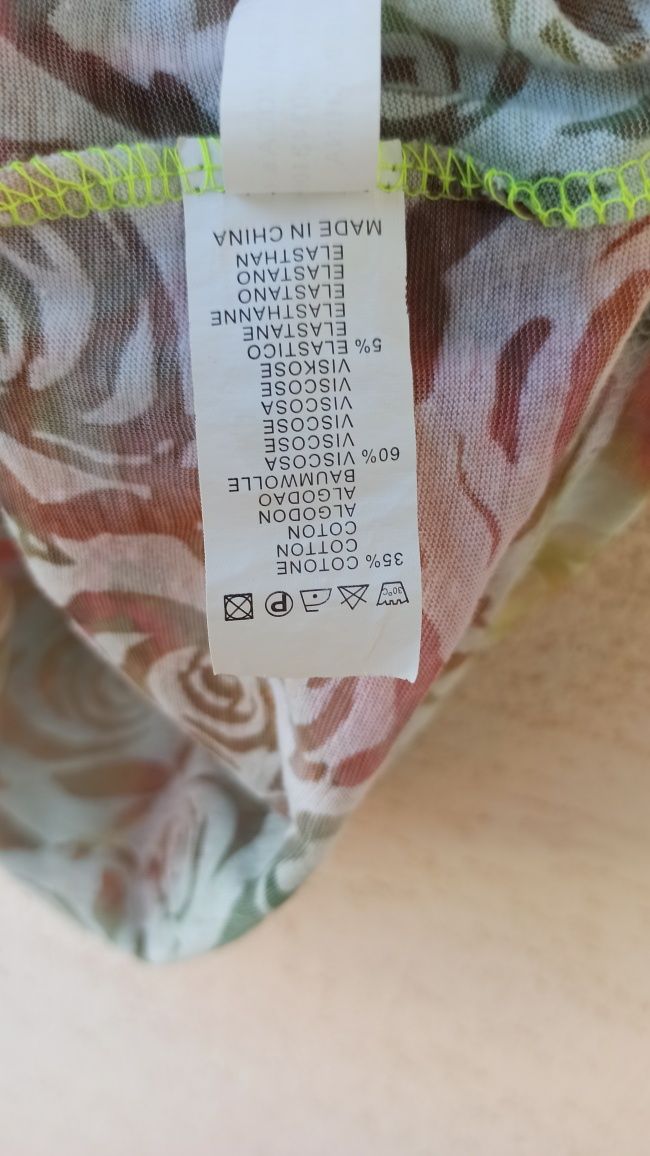 30°C P
35% COTONE
COTTON
COTON
ALGODON
ALGODAO
BAUMWOLLE
60% VISCOSA
VISCOSE
VISCOSE
VISCOSA
VISCOSE
VISKOSE
5% ELASTICO
ELASTANE
ELASTHANNE
ELASTANO
ELASTANO
ELASTHAN
MADE IN CHINA